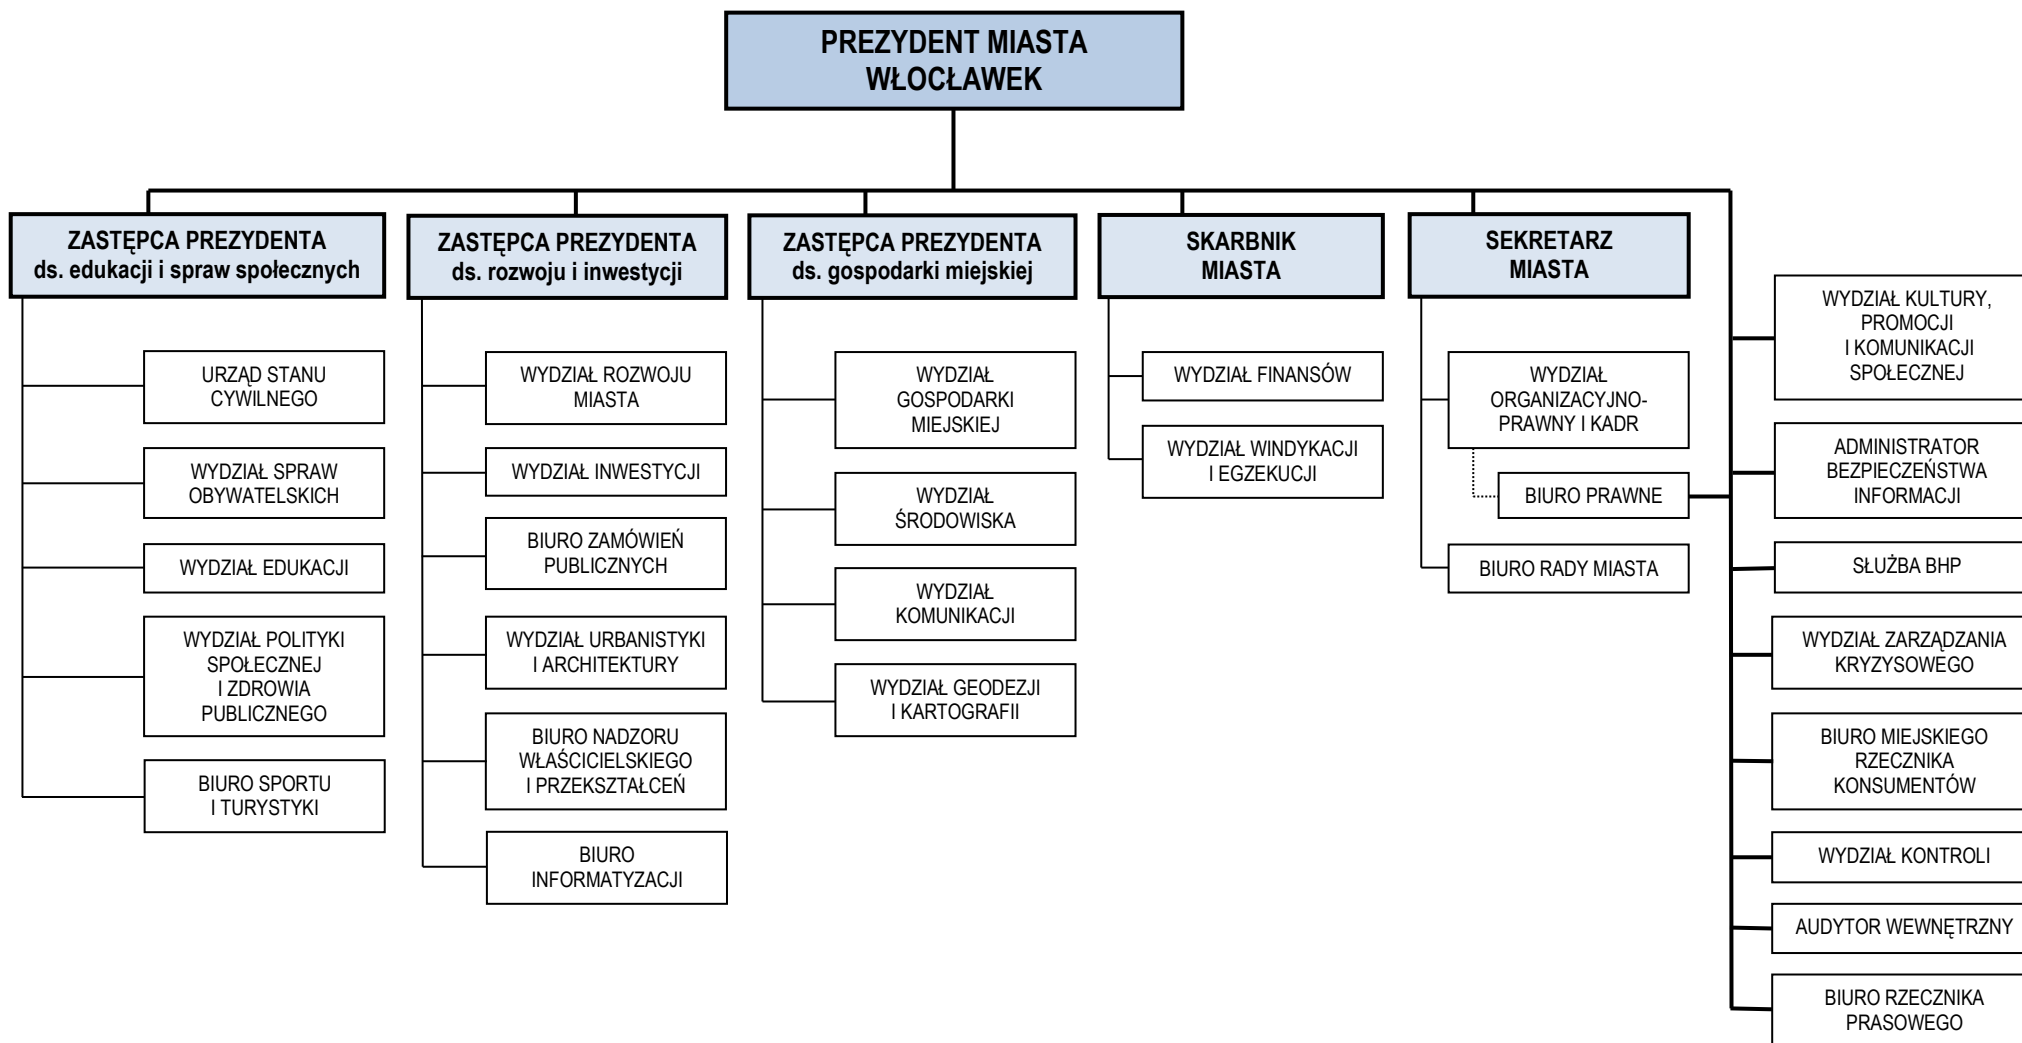 PREZYDENT MIASTA
WŁOCŁAWEK
ZASTĘPCA PREZYDENTA
ds. edukacji i spraw społecznych
URZĄD STANU
CYWILNEGO
WYDZIAŁ SPRAW
OBYWATELSKICH
WYDZIAŁ EDUKACJI
WYDZIAŁ POLITYKI
SPOŁECZNEJ
I ZDROWIA
PUBLICZNEGO
BIURO SPORTU
I TURYSTYKI
ZASTĘPCA PREZYDENTA
ds. rozwoju i inwestycji
WYDZIAŁ ROZWOJU
MIASTA
WYDZIAŁ INWESTYCJI
BIURO ZAMÓWIEŃ
PUBLICZNYCH
WYDZIAŁ URBANISTYKI
I ARCHITEKTURY
BIURO NADZORU
WŁAŚCICIELSKIEGO
I PRZEKSZTAŁCEŃ
BIURO
INFORMATYZACJI
ZASTĘPCA PREZYDENTA
ds. gospodarki miejskiej
WYDZIAŁ
GOSPODARKI
MIEJSKIEJ
WYDZIAŁ
ŚRODOWISKA
WYDZIAŁ
KOMUNIKACJI
WYDZIAŁ GEODEZJI
I KARTOGRAFII
SKARBNIK
MIASTA
WYDZIAŁ FINANSÓW
WYDZIAŁ WINDYKACJI
I EGZEKUCJI
SEKRETARZ
MIASTA
WYDZIAŁ
ORGANIZACYJNO-
PRAWNY I KADR
BIURO PRAWNE
BIURO RADY MIASTA
WYDZIAŁ KULTURY,
PROMOCJI
I KOMUNIKACJI
SPOŁECZNEJ
ADMINISTRATOR
BEZPIECZEŃSTWA
INFORMACJI
SŁUŻBA BHP
WYDZIAŁ ZARZĄDZANIA
KRYZYSOWEGO
BIURO MIEJSKIEGO
RZECZNIKA
KONSUMENTÓW
WYDZIAŁ KONTROLI
AUDYTOR WEWNĘTRZNY
BIURO RZECZNIKA
PRASOWEGO